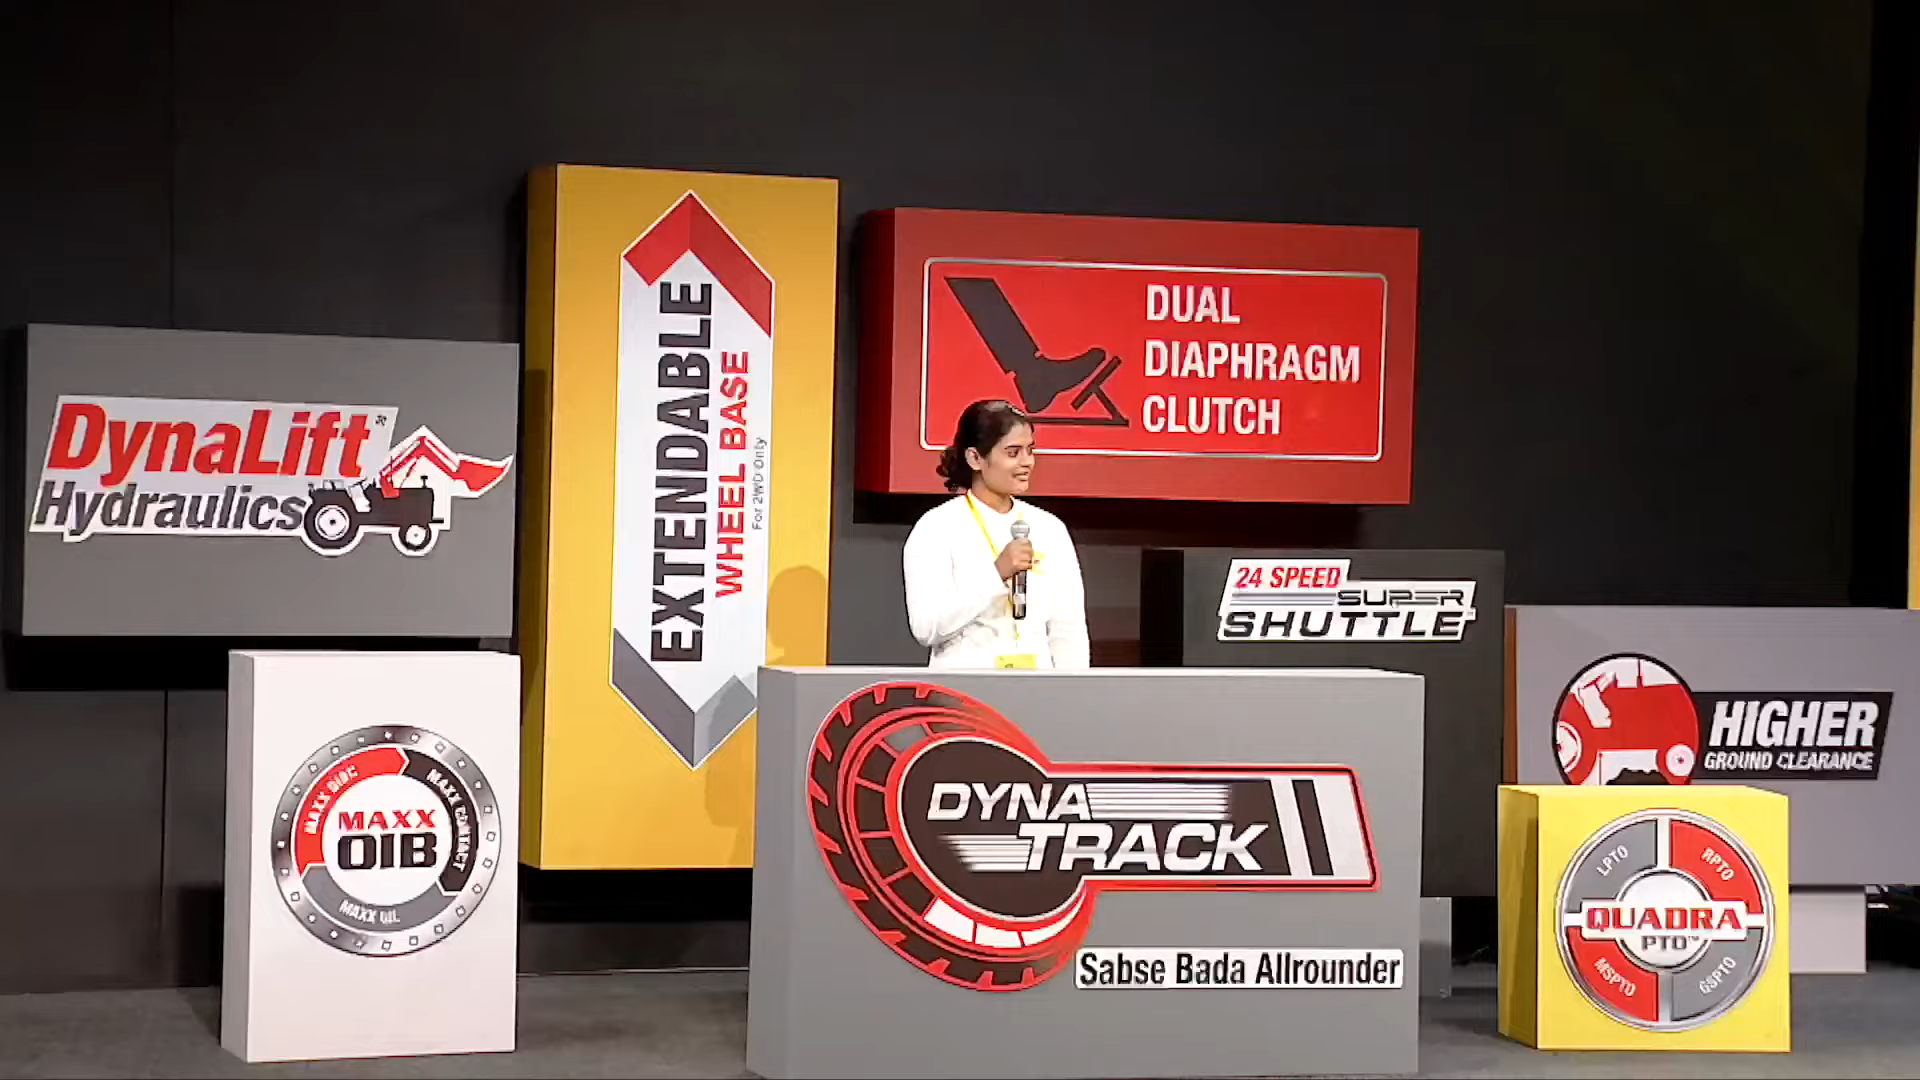 DynaLift®
Hydraulics
EXTENDABLE
WHEEL BASE
For 2WD Only
DUAL
DIAPHRAGM
CLUTCH
24 SPEED
SUPER
SHUTTLE
HIGHER
GROUND CLEARANCE
MAXX DISC
MAXX CONTACT
MAXX
OIB
MAXX OIL
DYNA
TRACK
Sabse Bada Allrounder
LPTO
RPTO
QUADRA
PTO™
MSPTO
GSPTO